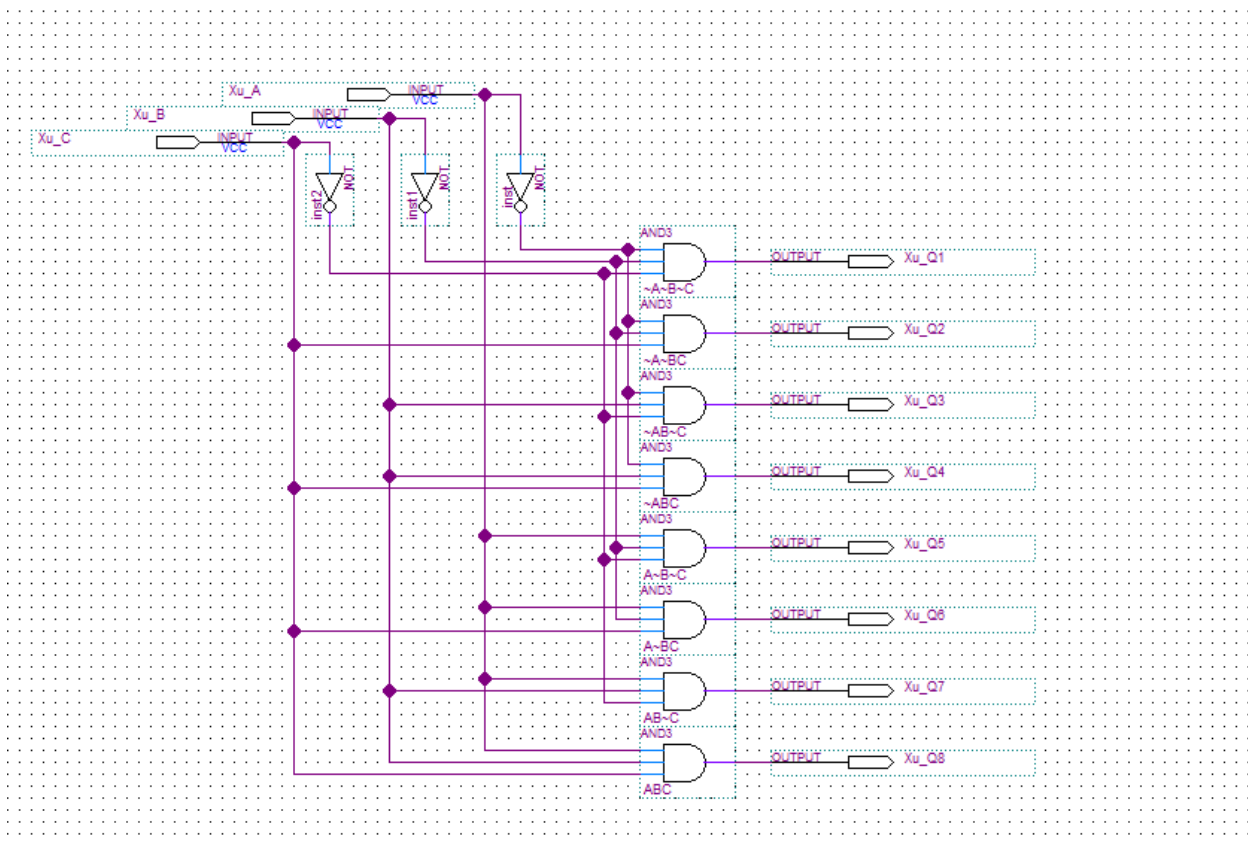 Xu_A INPUT
VCC
Xu_B INPUT
VCC
Xu_C INPUT
VCC
inst2 NOT inst1 NOT inst NOT
AND3
OUTPUT Xu_Q1
~A~B~C
AND3
OUTPUT Xu_Q2
~A~BC
AND3
OUTPUT Xu_Q3
~AB~C
AND3
OUTPUT Xu_Q4
~ABC
AND3
OUTPUT Xu_Q5
A~B~C
AND3
OUTPUT Xu_Q6
A~BC
AND3
OUTPUT Xu_Q7
AB~C
AND3
OUTPUT Xu_Q8
ABC